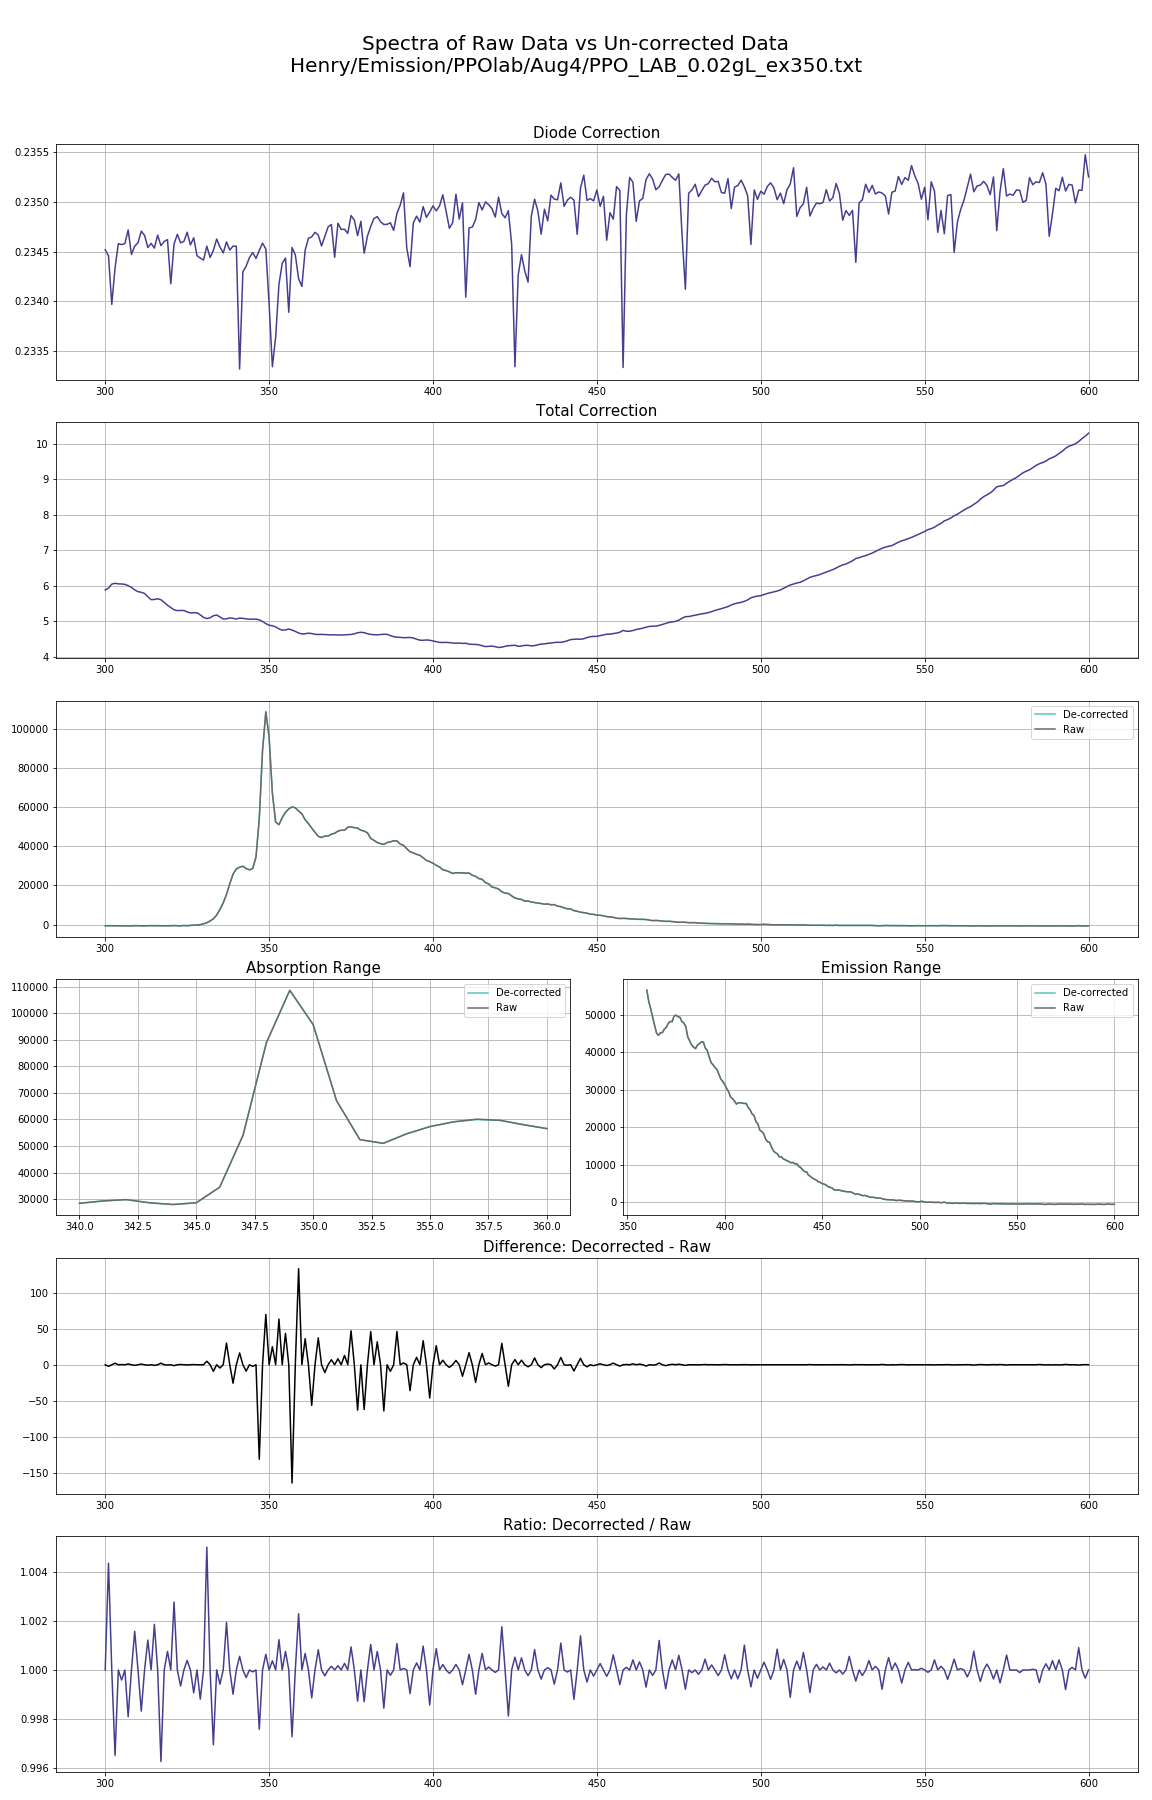 Spectra of Raw Data vs Un-corrected Data
Henry/Emission/PPOlab/Aug4/PPO_LAB_0.02gL_ex350.txt
Diode Correction
0.2355
0.2350
0.2345
0.2340
0.2335
300 350 400 450 500 550 600
Total Correction
10
9
8
7
6
5
4
300 350 400 450 500 550 600
De-corrected
Raw
100000
80000
60000
40000
20000
0
300 350 400 450 500 550 600
Absorption Range
De-corrected
Raw
110000
100000
90000
80000
70000
60000
50000
40000
30000
340.0 342.5 345.0 347.5 350.0 352.5 355.0 357.5 360.0
Emission Range
De-corrected
Raw
50000
40000
30000
20000
10000
0
350 400 450 500 550 600
Difference: Decorrected - Raw
100
50
0
−50
−100
−150
300 350 400 450 500 550 600
Ratio: Decorrected / Raw
1.004
1.002
1.000
0.998
0.996
300 350 400 450 500 550 600